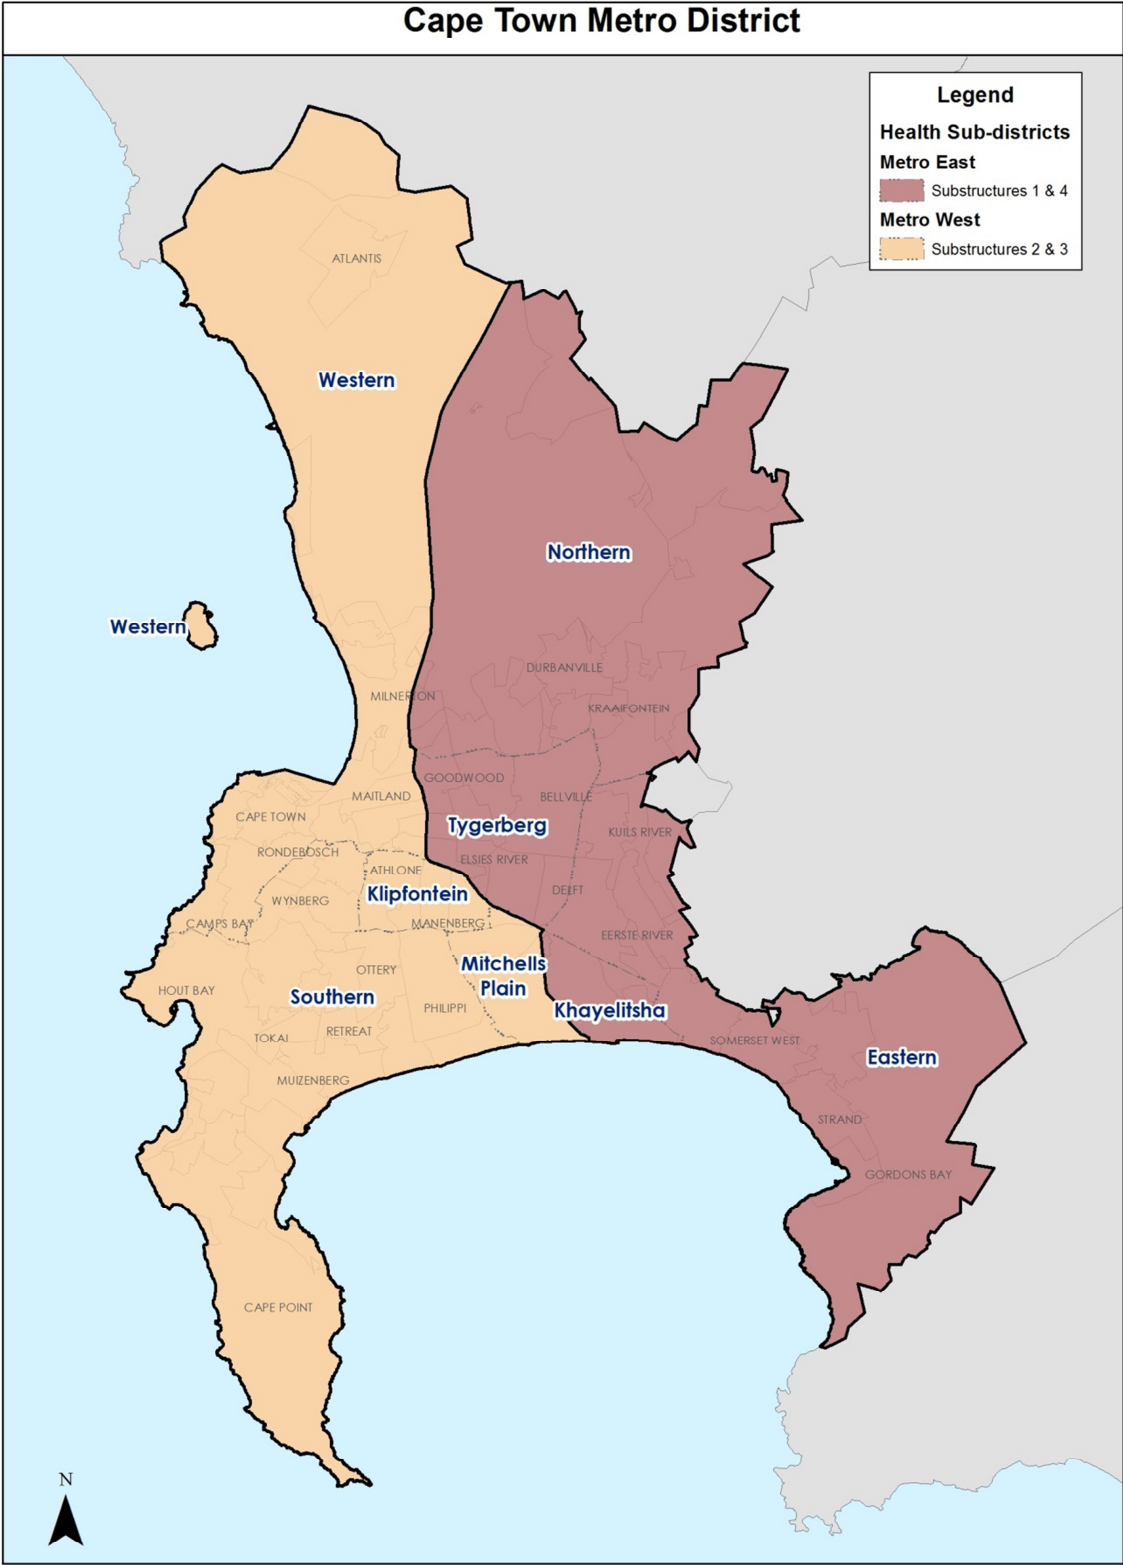 Cape Town Metro District
Legend
Health Sub-districts
Metro East
Substructures 1 & 4
Metro West
Substructures 2 & 3
ATLANTIS
Western
Northern
Western
DURBANVILLE
MILNERTON
KRAAIFONTEIN
GOODWOOD
BELLVILLE
MAITLAND
CAPE TOWN
Tygerberg
KUILS RIVER
RONDEBOSCH
ELSIES RIVER
ATHLONE
Klipfontein
DELFT
WYNBERG
CAMPS BAY
MANENBERG
EERSTE RIVER
Mitchells
Plain
OTTERY
HOUT BAY
Southern
PHILIPPI
Khayelitsha
TOKAI
RETREAT
SOMERSET WEST
Eastern
MUIZENBERG
STRAND
GORDONS BAY
CAPE POINT
N